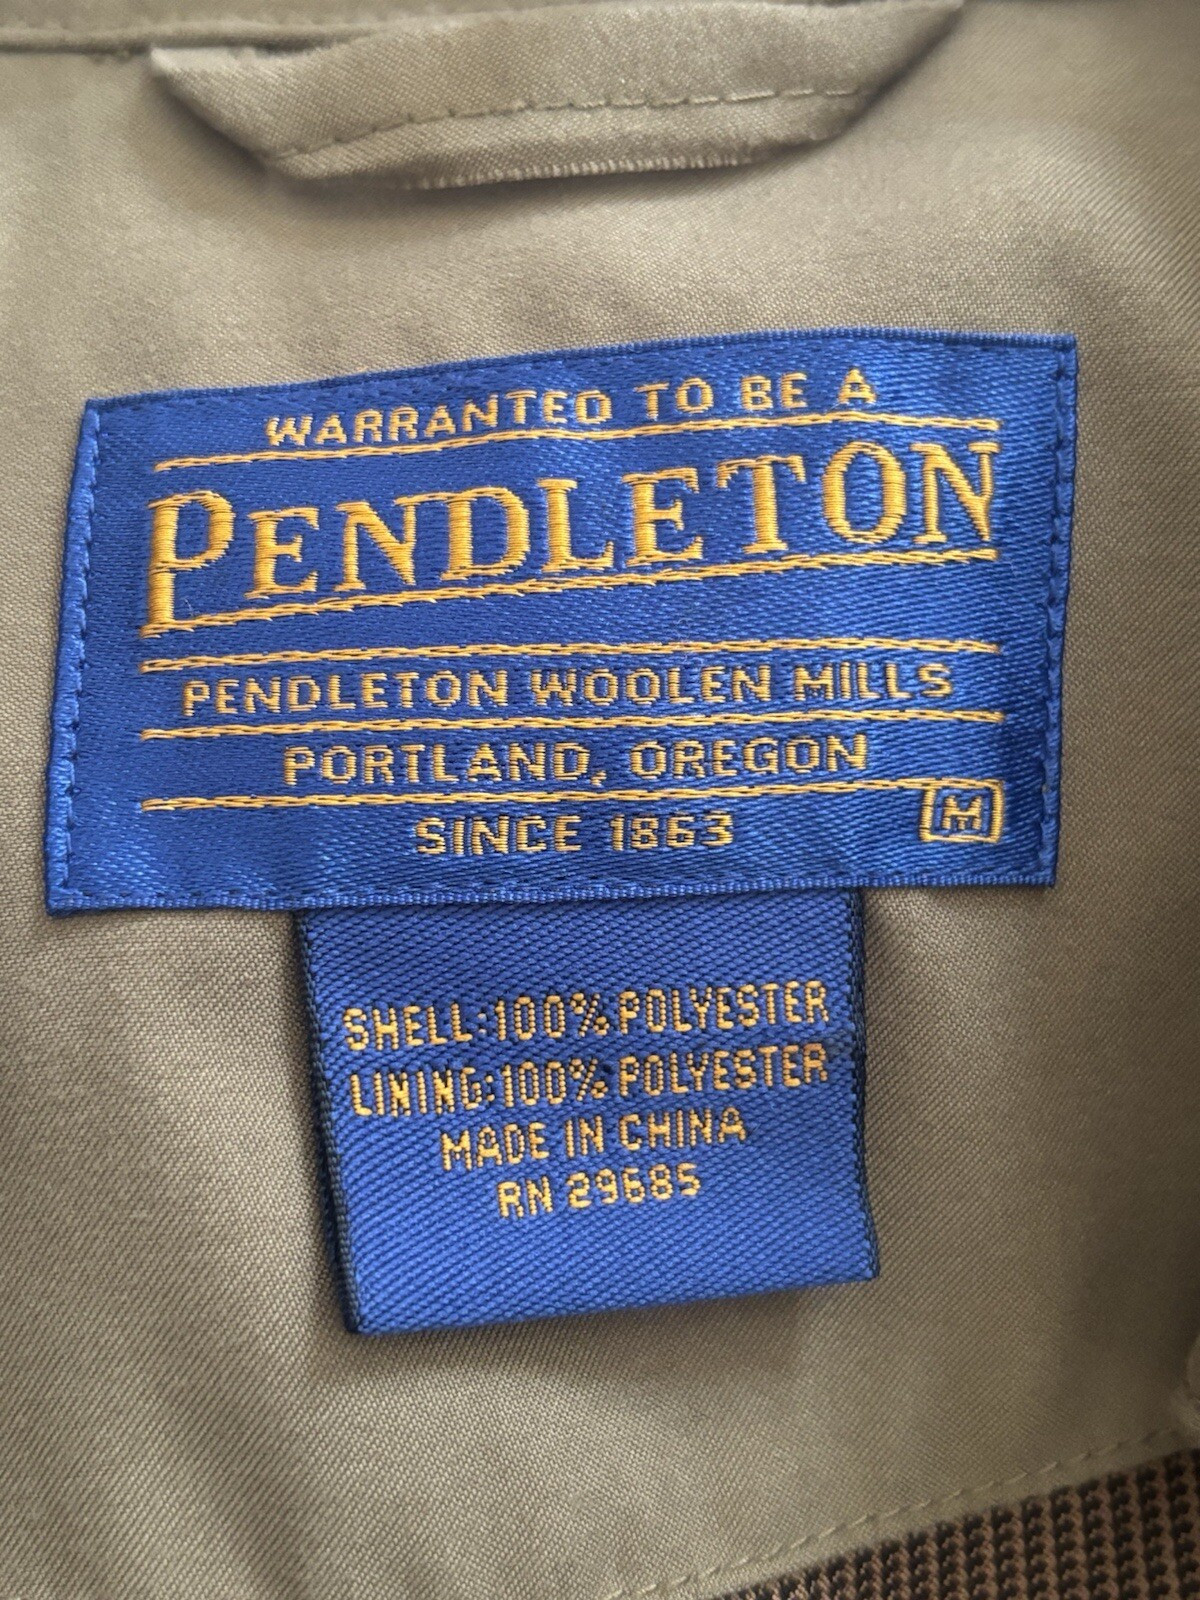 WARRANTED TO BE A
PENDLETON
PENDLETON WOOLEN MILLS
PORTLAND, OREGON
SINCE 1863
M
SHELL:100% POLYESTER
LINING:100% POLYESTER
MADE IN CHINA
RN 29685